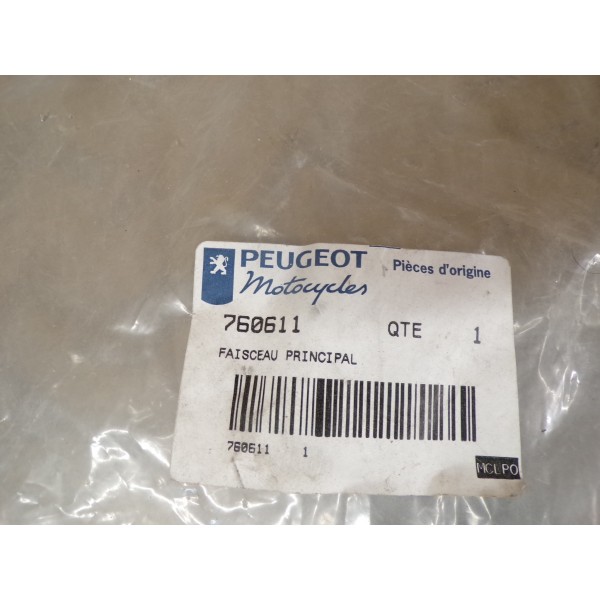 PEUGEOT
Motocycles
Pièces d'origine
760611 QTE 1
FAISCEAU PRINCIPAL
760611 1
MCLPO